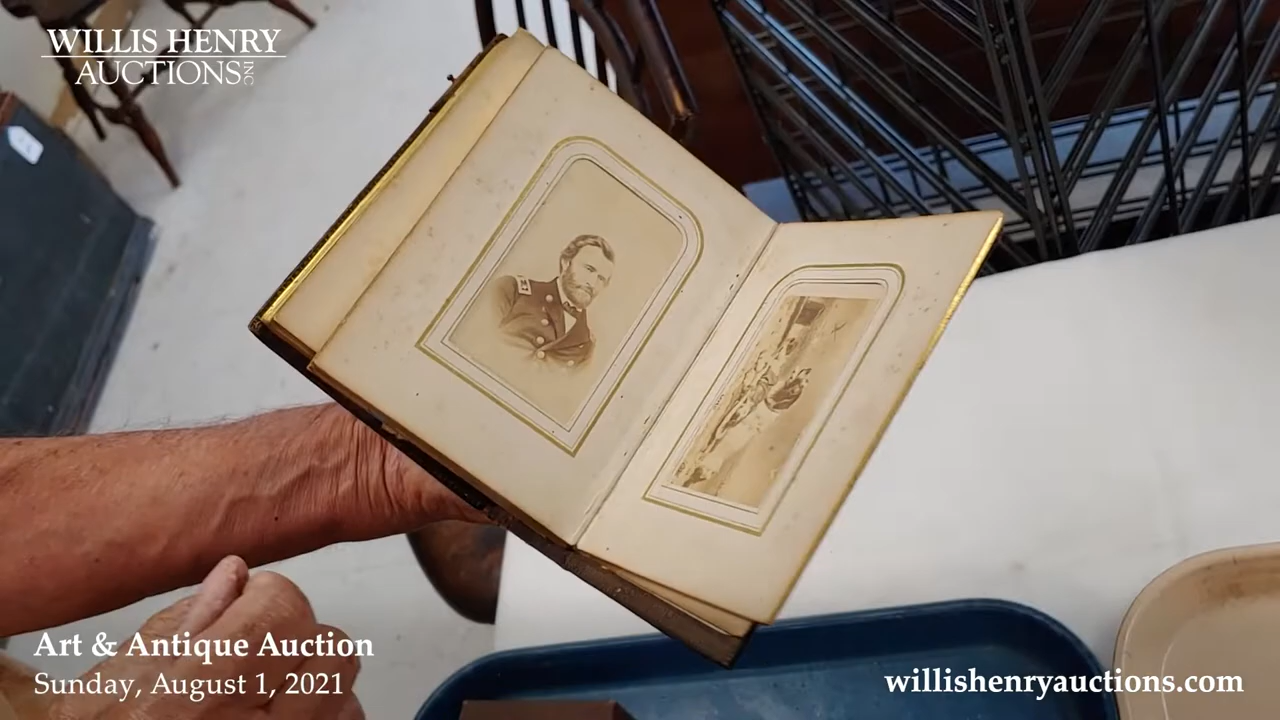 WILLIS HENRY
AUCTIONS INC
Art & Antique Auction
Sunday, August 1, 2021
willishenryauctions.com